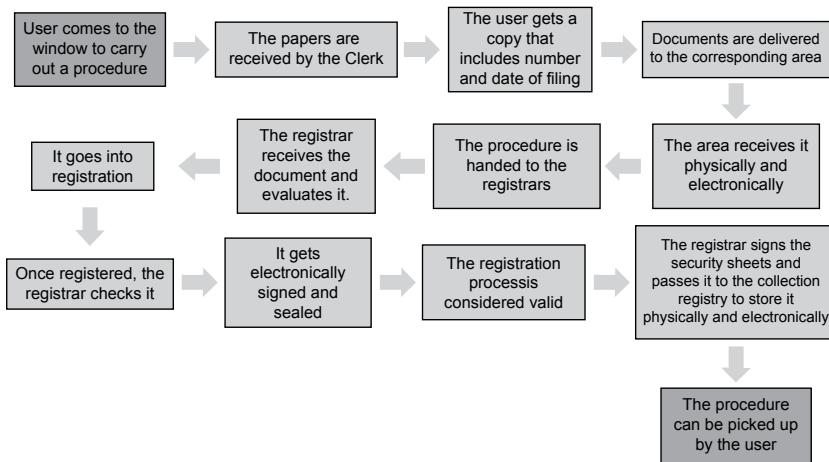 User comes to the
window to carry
out a procedure
The papers are
received by the Clerk
The user gets a
copy that
includes number
and date of filing
Documents are delivered
to the corresponding area
The area receives it
physically and
electronically
The procedure is
handed to the
registrars
The registrar
receives the
document and
evaluates it.
It goes into
registration
Once registered, the
registrar checks it
It gets
electronically
signed and
sealed
The registration
processis
considered valid
The registrar signs the
security sheets and
passes it to the collection
registry to store it
physically and electronically
The procedure
can be picked up
by the user